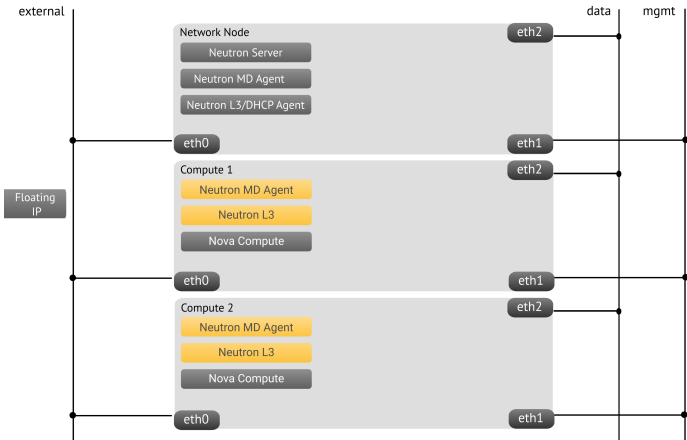 external
data
mgmt
Network Node
eth2
Neutron Server
Neutron MD Agent
Neutron L3/DHCP Agent
eth0
eth1
Compute 1
eth2
Neutron MD Agent
Floating
IP
Neutron L3
Nova Compute
eth0
eth1
Compute 2
eth2
Neutron MD Agent
Neutron L3
Nova Compute
eth0
eth1